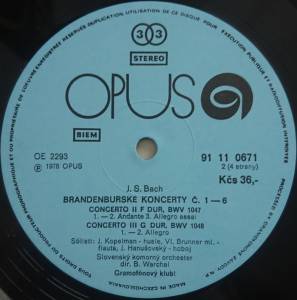 33
STEREO
OPUS
BIEM
OE 2293
℗ 1978 OPUS
91 11 0671
2 (4 strany)
Kčs 36,-
J. S. Bach
BRANDENBURSKÉ KONCERTY Č. 1 — 6
CONCERTO II F DUR, BWV 1047
1. — 2. Andante 3. Allegro assai
CONCERTO III G DUR, BWV 1048
1. — 2. Allegro
Sólisti: J. Kopelman - husle, Vl. Brunner ml. -
flauta, J. Hanušovský - hoboj
Slovenský komorný orchester
dir. B. Warchal
Gramofónový klub!
MADE IN CZECHOSLOVAKIA